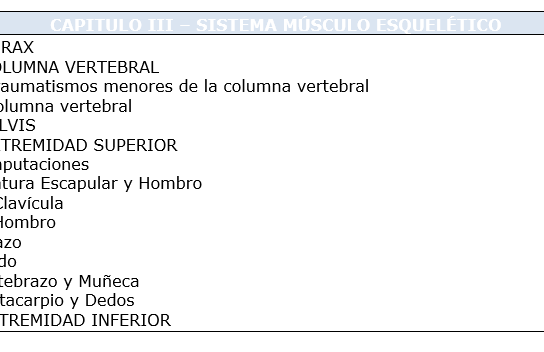 CAPITULO III – SISTEMA MÚSCULO ESQUELÉTICO
RAX
OLUMNA VERTEBRAL
raumatismos menores de la columna vertebral
olumna vertebral
LVIS
TREMIDAD SUPERIOR
putaciones
tura Escapular y Hombro
Clavícula
Hombro
azo
do
tebrazo y Muñeca
tacarpio y Dedos
TREMIDAD INFERIOR